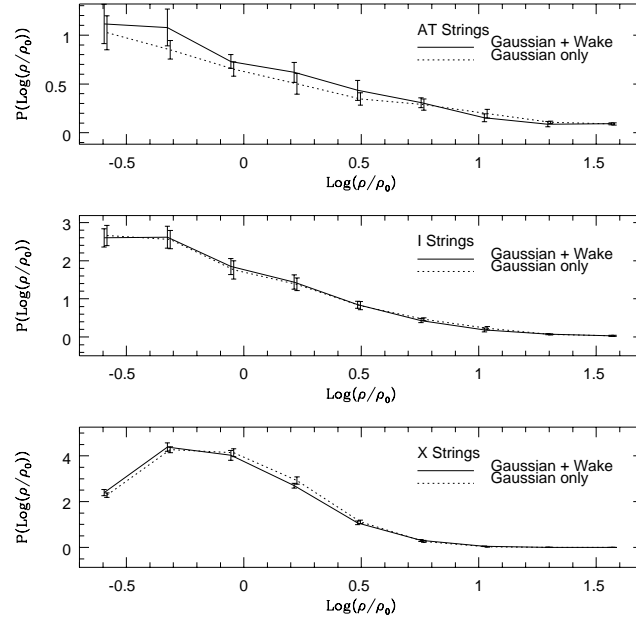 AT Strings
Gaussian + Wake
Gaussian only
P(Log(ρ/ρ₀))
1
0.5
0
-0.5 0 0.5 1 1.5
Log(ρ/ρ₀)
I Strings
Gaussian + Wake
Gaussian only
P(Log(ρ/ρ₀))
3
2
1
0
-0.5 0 0.5 1 1.5
Log(ρ/ρ₀)
X Strings
Gaussian + Wake
Gaussian only
P(Log(ρ/ρ₀))
4
2
0
-0.5 0 0.5 1 1.5
Log(ρ/ρ₀)